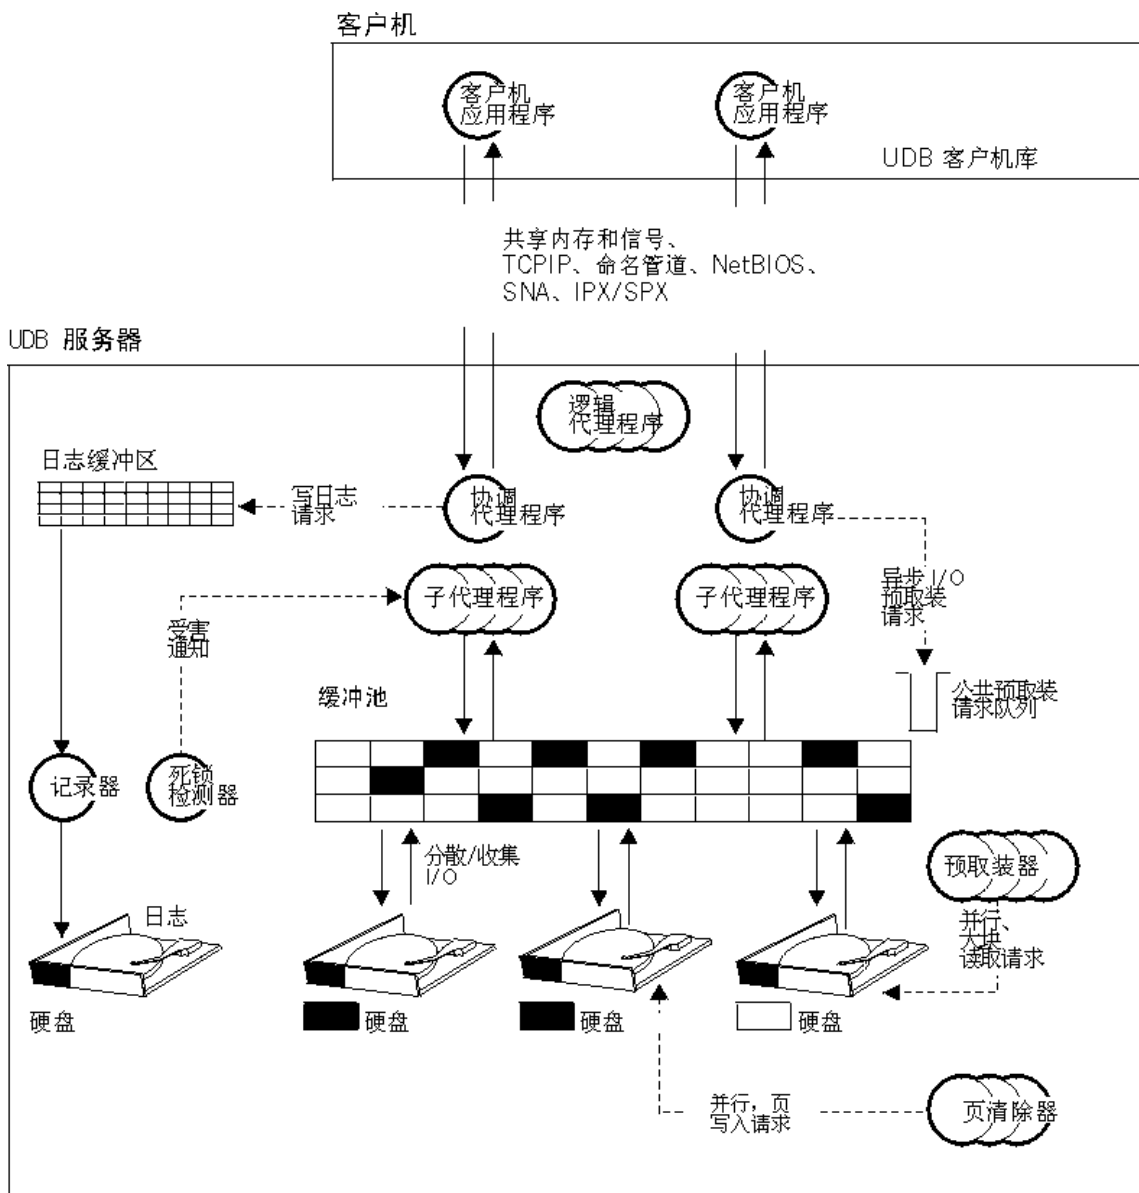 客户机
客户机
应用程序
客户机
应用程序
UDB 客户机库
共享内存和信号、
TCPIP、命名管道、NetBIOS、
SNA、IPX/SPX
UDB 服务器
逻辑
代理程序
日志缓冲区
写日志
请求
协调
代理程序
协调
代理程序
异步 I/O
预取装
请求
子代理程序
子代理程序
受害
通知
缓冲池
公共预取装
请求队列
记录器
死锁
检测器
分散/收集
I/O
预取装器
并行、
大块
读取请求
日志
硬盘
硬盘
硬盘
硬盘
并行，页
写入请求
页清除器